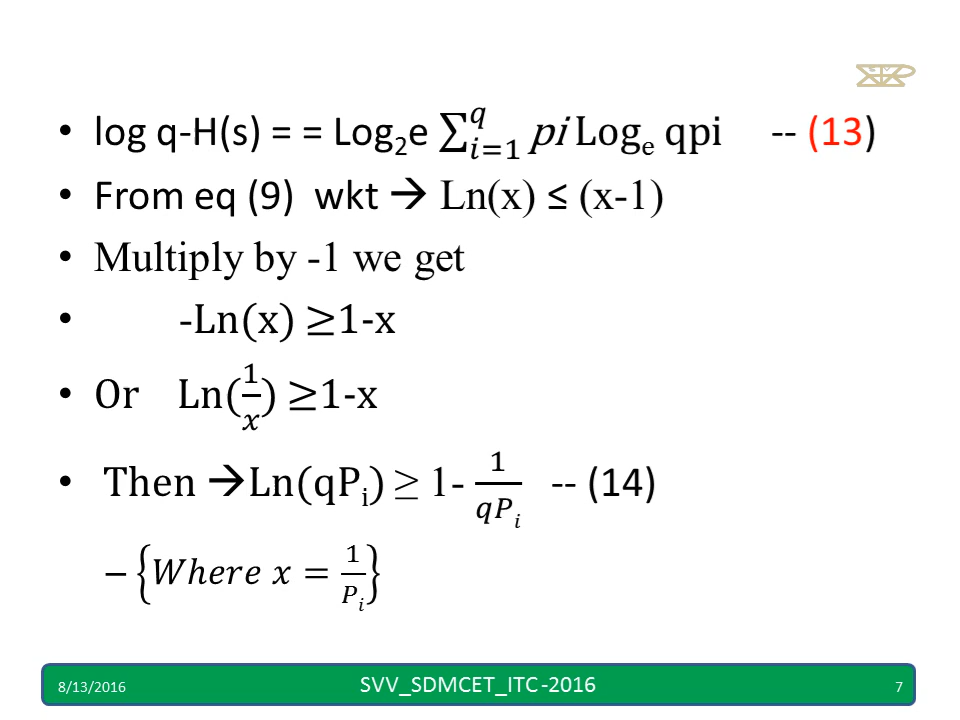 • log q-H(s) = = Log₂e ∑_{i=1}^{q} pi Logₑ qpi -- (13)
• From eq (9) wkt → Ln(x) ≤ (x-1)
• Multiply by -1 we get
• -Ln(x) ≥1-x
• Or Ln(1/x) ≥1-x
• Then →Ln(qPᵢ) ≥ 1- 1/qPᵢ -- (14)
– {Where x = 1/Pᵢ}
8/13/2016 SVV_SDMCET_ITC -2016 7